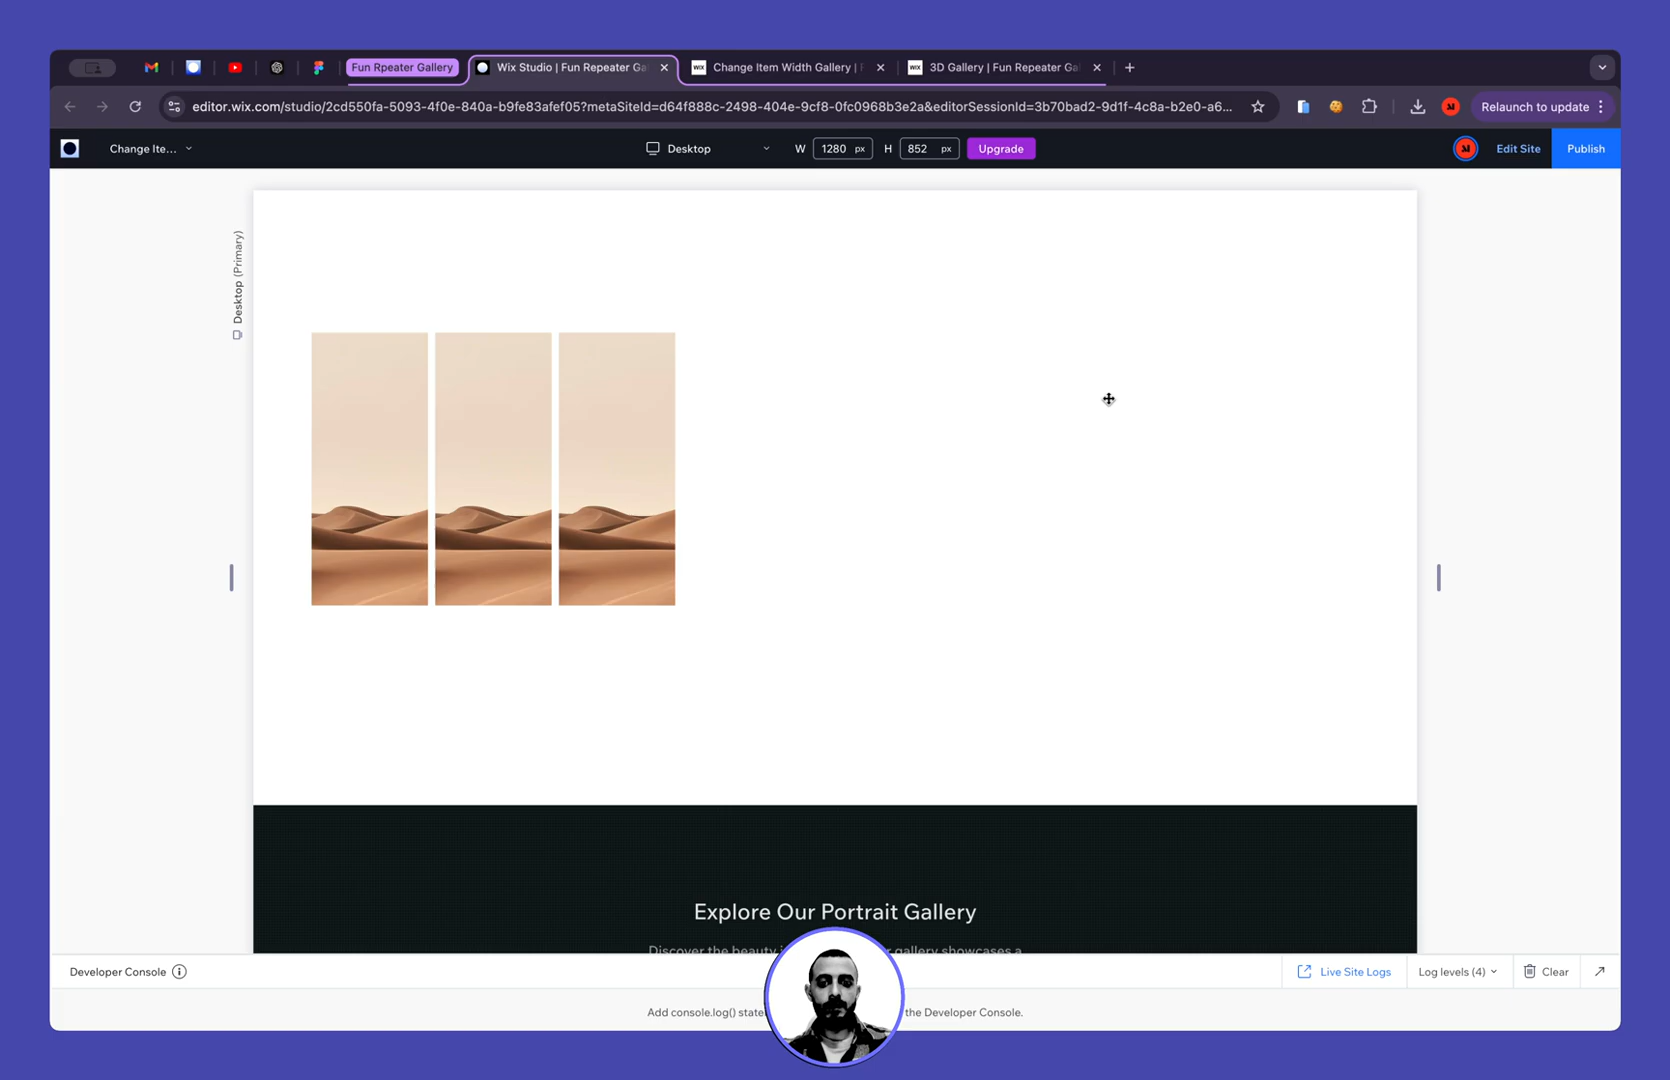 Fun Rpeater Gallery
Wix Studio | Fun Repeater Ga
Change Item Width Gallery |
3D Gallery | Fun Repeater Ga
editor.wix.com/studio/2cd550fa-5093-4f0e-840a-b9fe83afef05?metaSiteId=d64f888c-2498-404e-9cf8-0fc0968b3e2a&editorSessionId=3b70bad2-9d1f-4c8a-b2e0-a6...
Relaunch to update
Change Ite...
Desktop
W 1280 px
H 852 px
Upgrade
Edit Site
Publish
Desktop (Primary)
Explore Our Portrait Gallery
Discover the beauty
gallery showcases a
Developer Console
Live Site Logs
Log levels (4)
Clear
Add console.log()
the Developer Console.